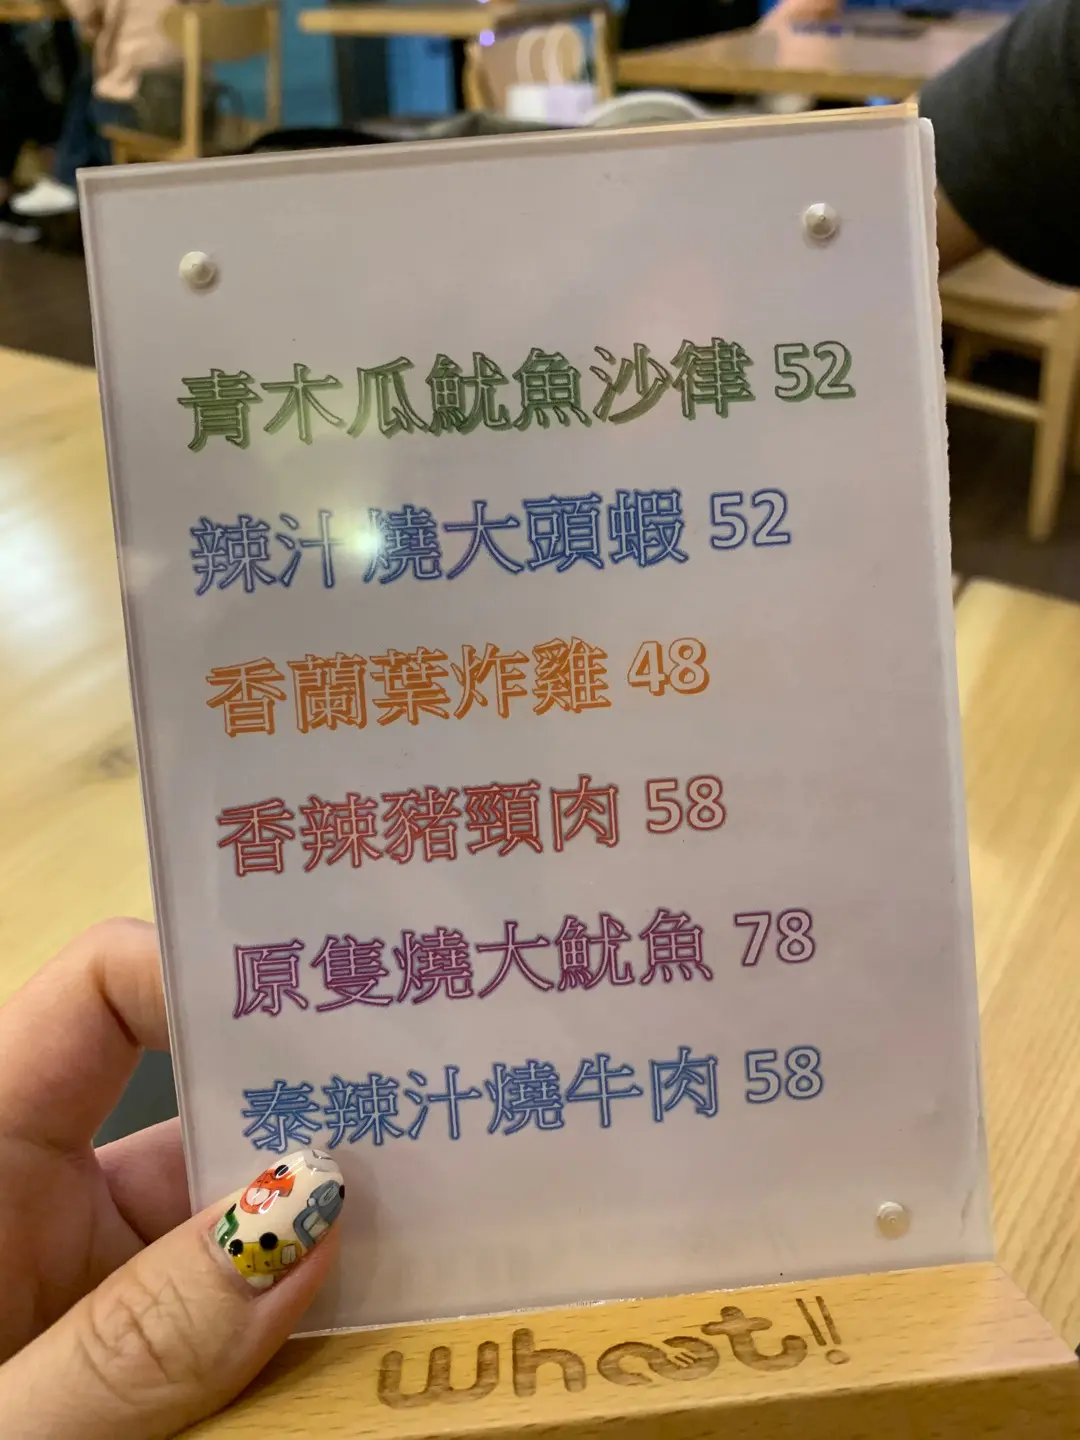 青木瓜魷魚沙律 52
辣汁燒大頭蝦 52
香蘭葉炸雞 48
香辣豬頸肉 58
原隻燒大魷魚 78
泰辣汁燒牛肉 58
whoot!!